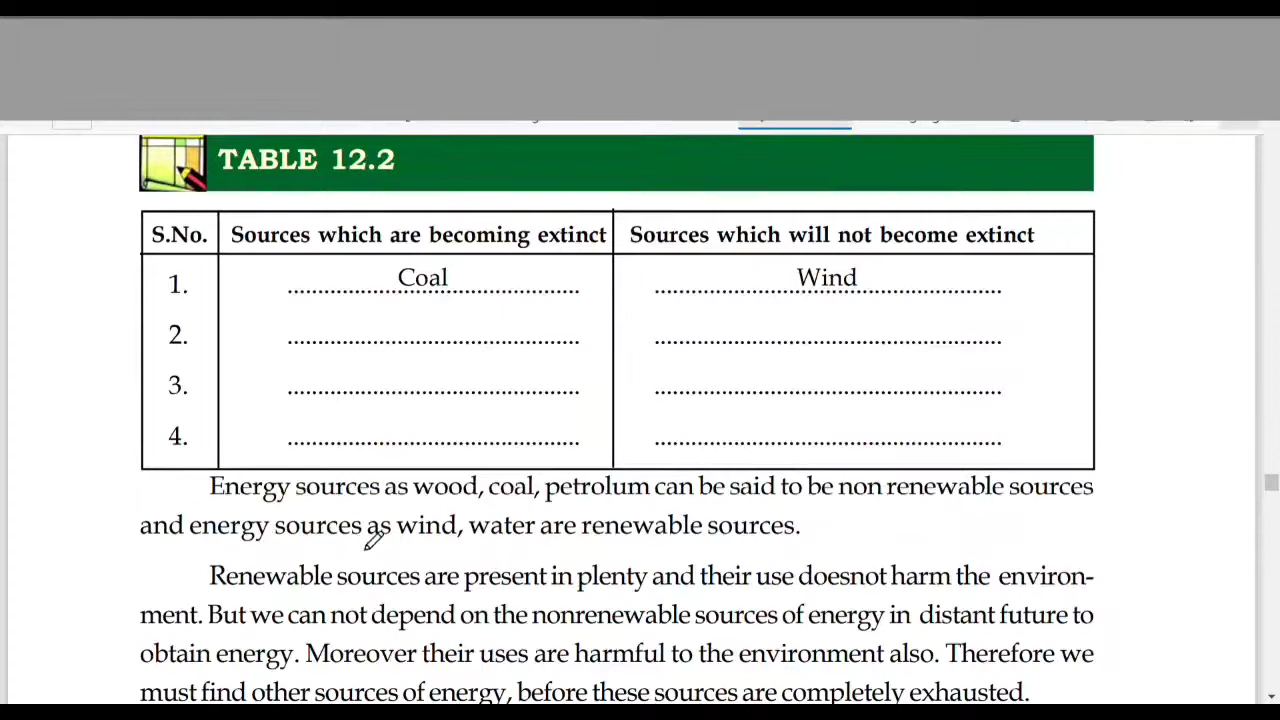 TABLE 12.2
S.No. Sources which are becoming extinct Sources which will not become extinct
1. Coal Wind
2.
3.
4.
Energy sources as wood, coal, petrolum can be said to be non renewable sources
and energy sources as wind, water are renewable sources.
Renewable sources are present in plenty and their use doesnot harm the environ-
ment. But we can not depend on the nonrenewable sources of energy in distant future to
obtain energy. Moreover their uses are harmful to the environment also. Therefore we
must find other sources of energy, before these sources are completely exhausted.